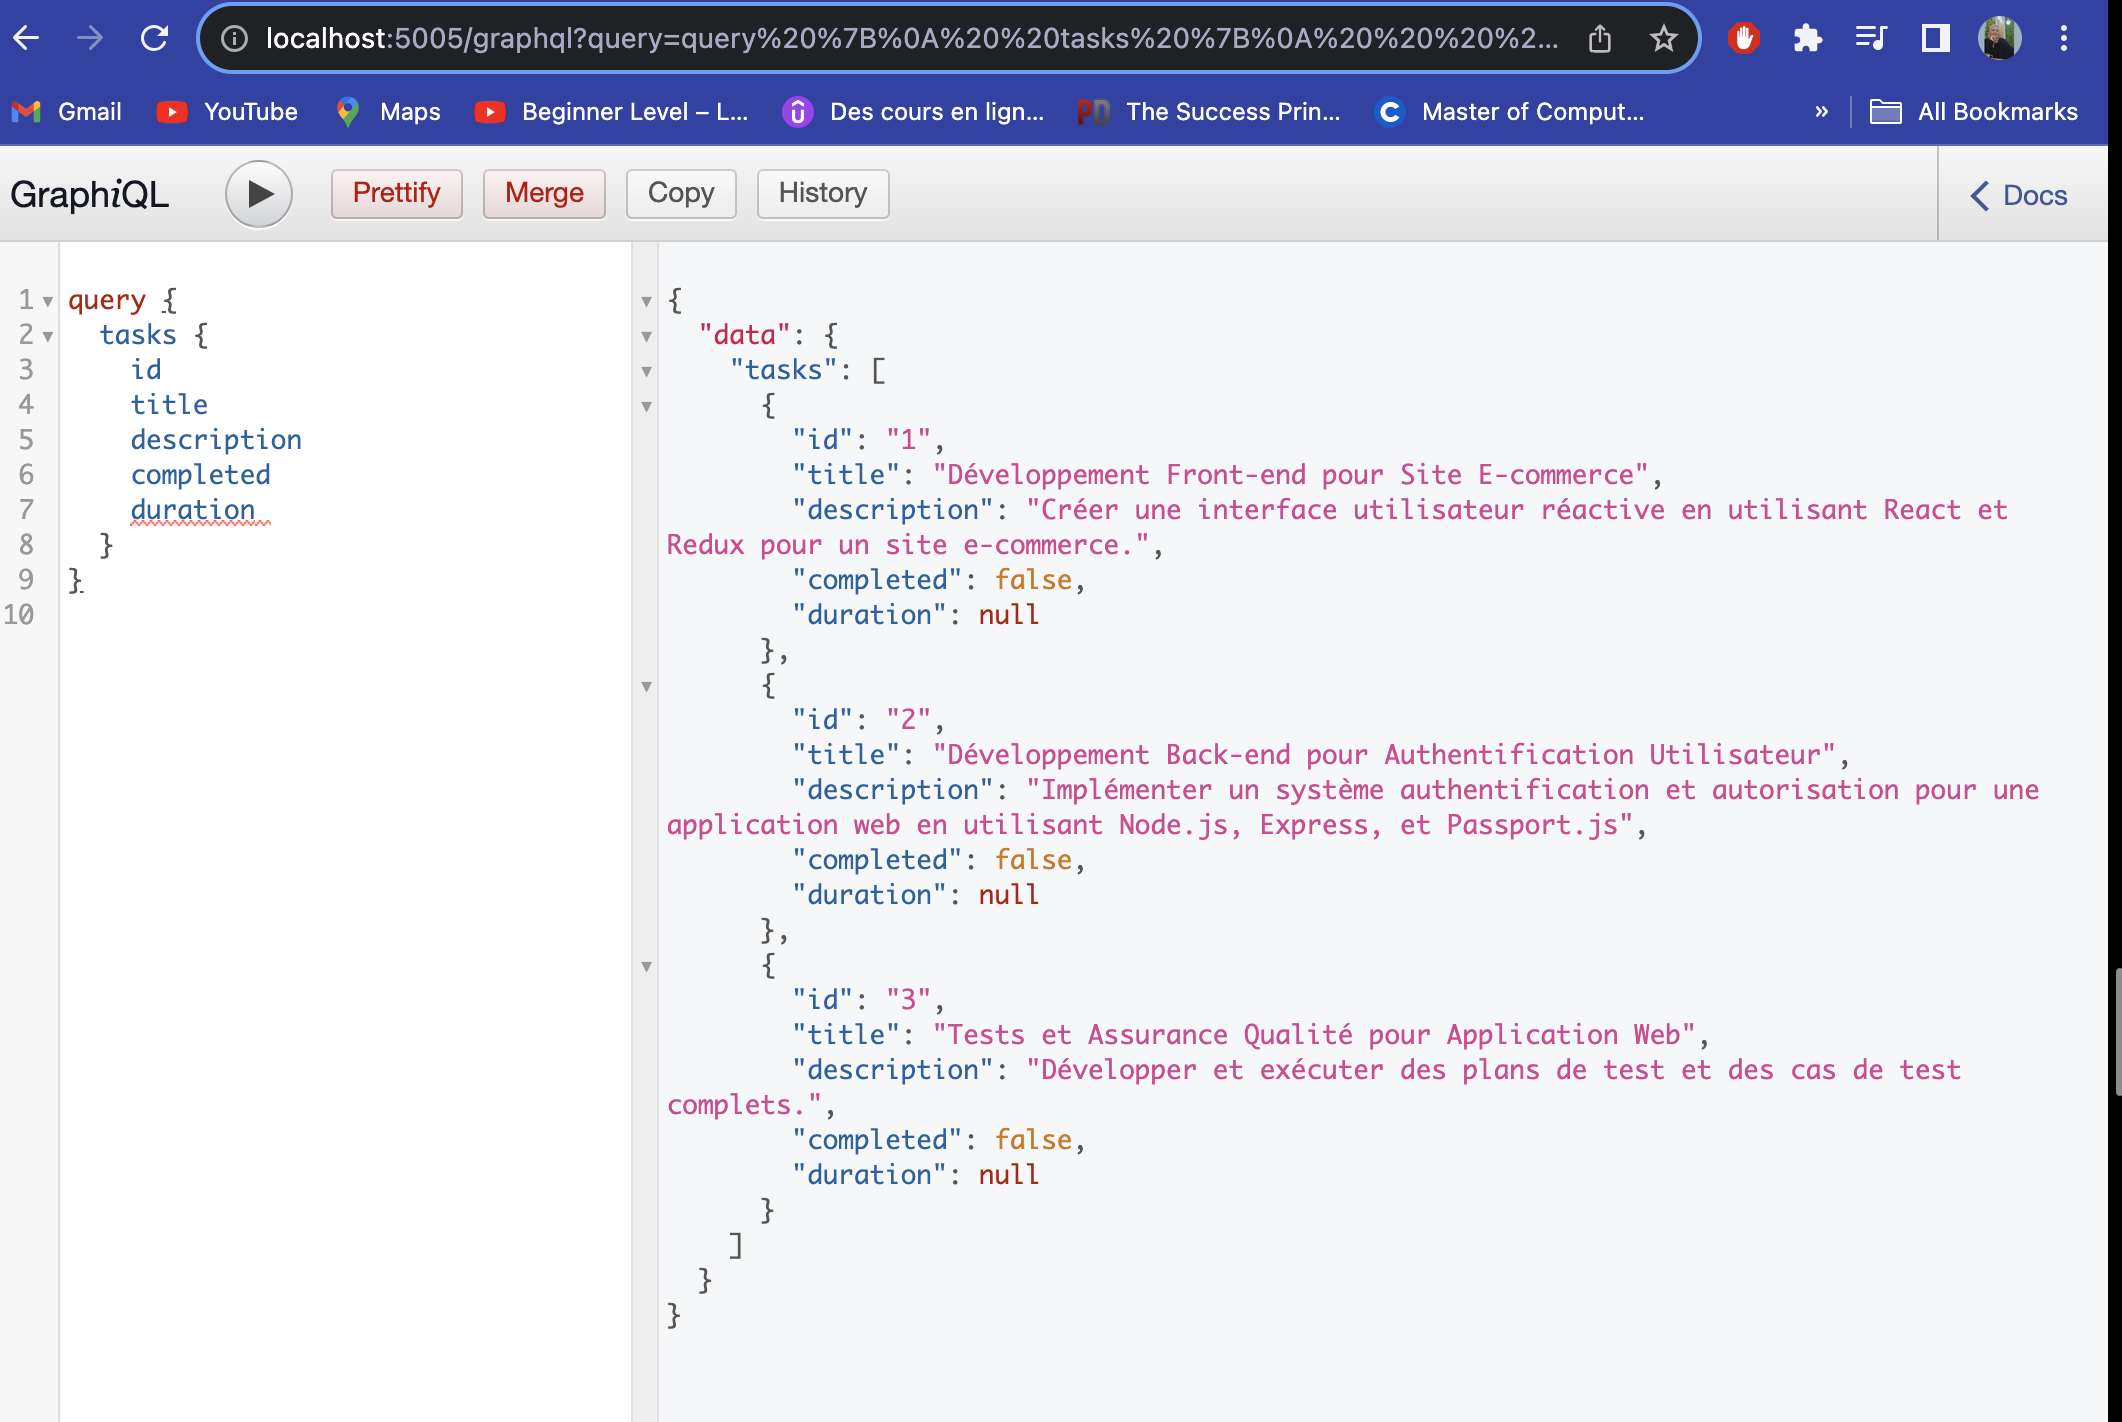 localhost:5005/graphql?query=query%20%7B%0A%20%20tasks%20%7B%0A%20%20%20%20%2...
Gmail YouTube Maps Beginner Level – L... Des cours en lign... The Success Prin... Master of Comput... » All Bookmarks
GraphiQL Prettify Merge Copy History Docs
1 query {
2 tasks {
3 id
4 title
5 description
6 completed
7 duration
8 }
9 }
10
{
"data": {
"tasks": [
{
"id": "1",
"title": "Développement Front-end pour Site E-commerce",
"description": "Créer une interface utilisateur réactive en utilisant React et
Redux pour un site e-commerce.",
"completed": false,
"duration": null
},
{
"id": "2",
"title": "Développement Back-end pour Authentification Utilisateur",
"description": "Implémenter un système authentification et autorisation pour une
application web en utilisant Node.js, Express, et Passport.js",
"completed": false,
"duration": null
},
{
"id": "3",
"title": "Tests et Assurance Qualité pour Application Web",
"description": "Développer et exécuter des plans de test et des cas de test
complets.",
"completed": false,
"duration": null
}
]
}
}